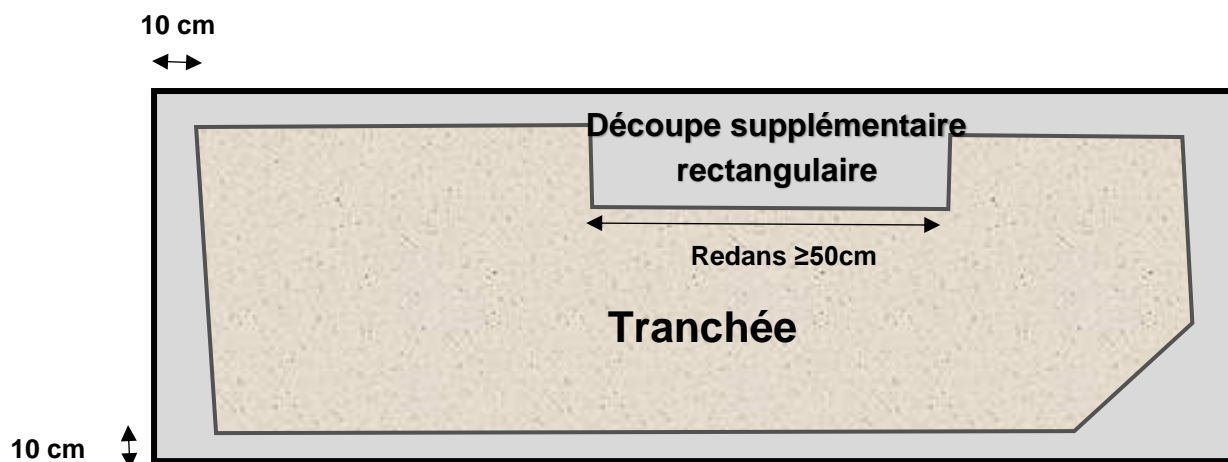 10 cm
Découpe supplémentaire
rectangulaire
Redans ≥50cm
Tranchée
10 cm